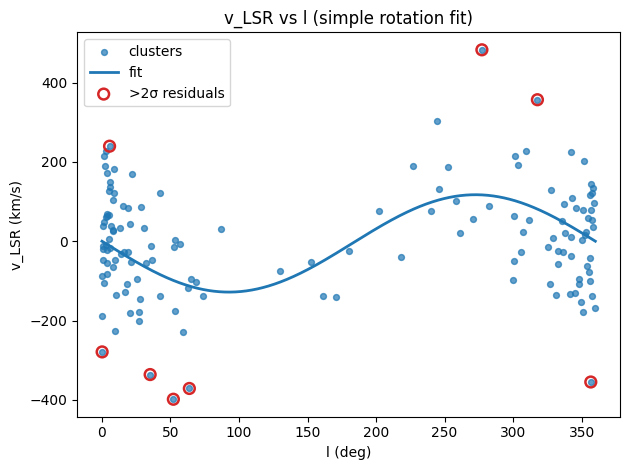 v_LSR vs l (simple rotation fit)
clusters
fit
>2σ residuals
v_LSR (km/s)
400
200
0
−200
−400
0
50
100
150
200
250
300
350
l (deg)